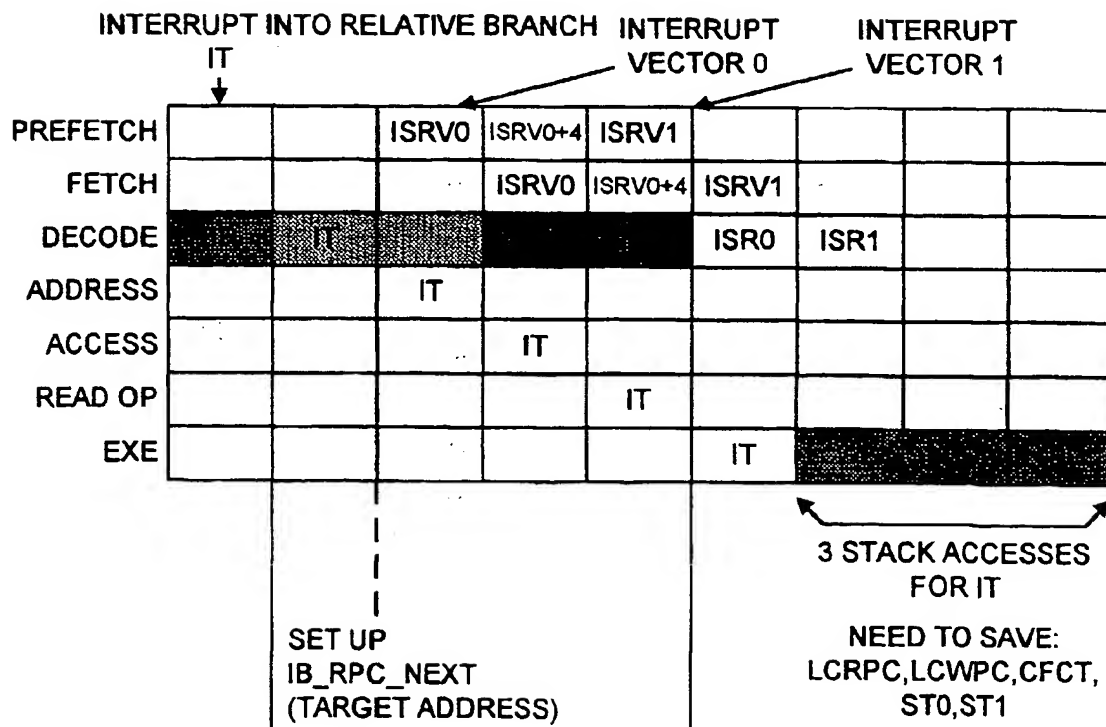 INTERRUPT INTO RELATIVE BRANCH
IT
INTERRUPT
VECTOR 0
INTERRUPT
VECTOR 1
PREFETCH ISRV0 ISRV0+4 ISRV1
FETCH ISRV0 ISRV0+4 ISRV1
DECODE IT ISR0 ISR1
ADDRESS IT
ACCESS IT
READ OP IT
EXE IT
3 STACK ACCESSES
FOR IT
SET UP
IB_RPC_NEXT
(TARGET ADDRESS)
NEED TO SAVE:
LCRPC,LCWPC,CFCT,
ST0,ST1